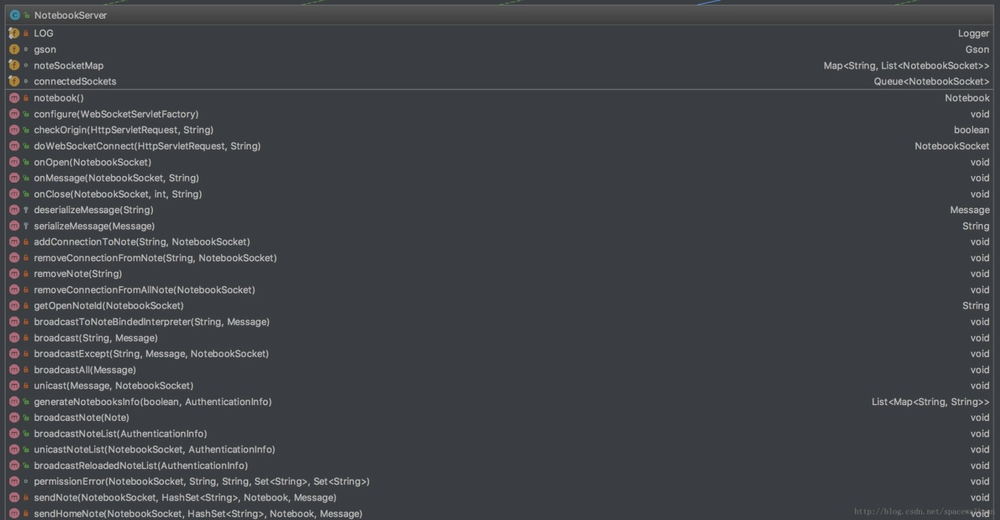 NotebookServer
LOG Logger
gson Gson
noteSocketMap Map<String, List<NotebookSocket>>
connectedSockets Queue<NotebookSocket>
notebook() Notebook
configure(WebSocketServletFactory) void
checkOrigin(HttpServletRequest, String) boolean
doWebSocketConnect(HttpServletRequest, String) NotebookSocket
onOpen(NotebookSocket) void
onMessage(NotebookSocket, String) void
onClose(NotebookSocket, int, String) void
deserializeMessage(String) Message
serializeMessage(Message) String
addConnectionToNote(String, NotebookSocket) void
removeConnectionFromNote(String, NotebookSocket) void
removeNote(String) void
removeConnectionFromAllNote(NotebookSocket) void
getOpenNoteId(NotebookSocket) String
broadcastToNoteBindedInterpreter(String, Message) void
broadcast(String, Message) void
broadcastExcept(String, Message, NotebookSocket) void
broadcastAll(Message) void
unicast(Message, NotebookSocket) void
generateNotebooksInfo(boolean, AuthenticationInfo) List<Map<String, String>>
broadcastNote(Note) void
broadcastNoteList(AuthenticationInfo) void
unicastNoteList(NotebookSocket, AuthenticationInfo) void
broadcastReloadedNoteList(AuthenticationInfo) void
permissionError(NotebookSocket, String, String, Set<String>, Set<String>) void
sendNote(NotebookSocket, HashSet<String>, Notebook, Message) void
sendHomeNote(NotebookSocket, HashSet<String>, Notebook, Message) void